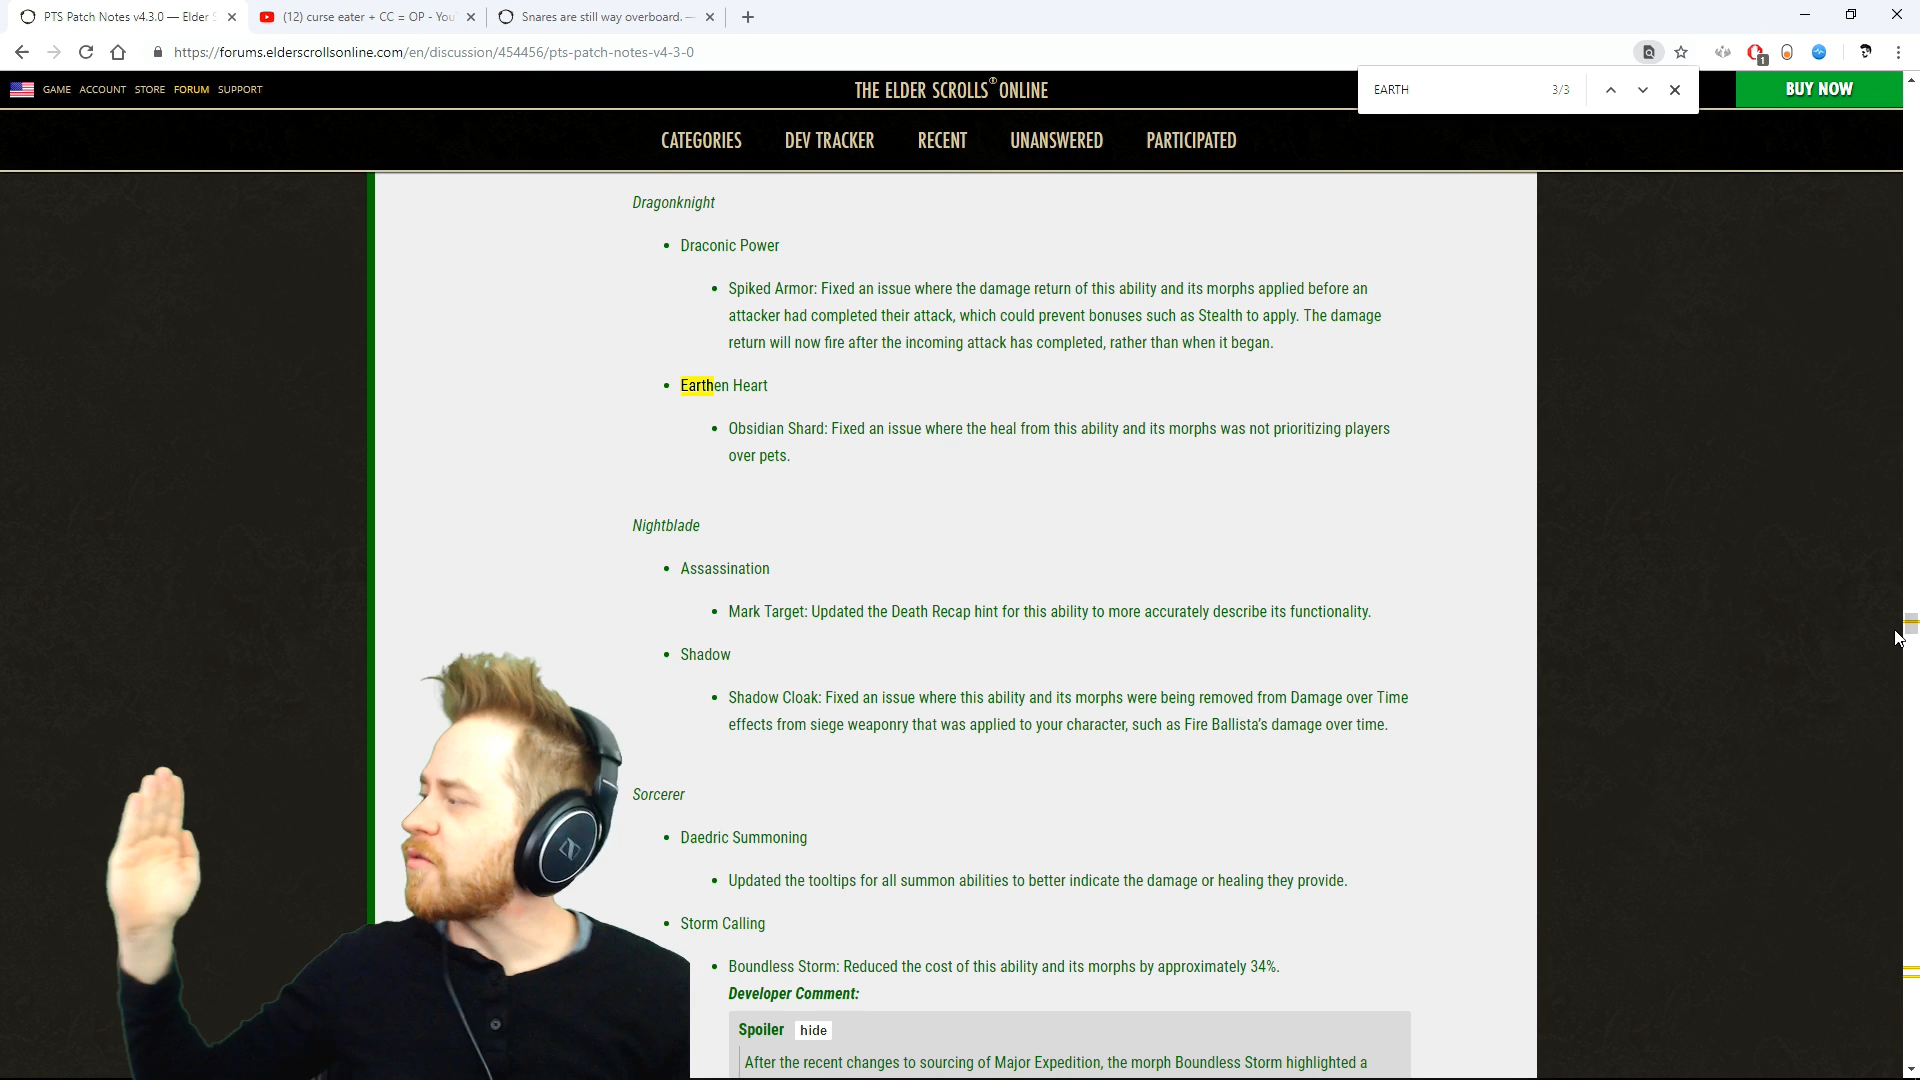 PTS Patch Notes v4.3.0 — Elder S
(12) curse eater + CC = OP - You
Snares are still way overboard. —
https://forums.elderscrollsonline.com/en/discussion/454456/pts-patch-notes-v4-3-0
1
GAME ACCOUNT STORE FORUM SUPPORT
THE ELDER SCROLLS ONLINE
EARTH 3/3
BUY NOW
CATEGORIES DEV TRACKER RECENT UNANSWERED PARTICIPATED
Dragonknight
Draconic Power
Spiked Armor: Fixed an issue where the damage return of this ability and its morphs applied before an
attacker had completed their attack, which could prevent bonuses such as Stealth to apply. The damage
return will now fire after the incoming attack has completed, rather than when it began.
Earthen Heart
Obsidian Shard: Fixed an issue where the heal from this ability and its morphs was not prioritizing players
over pets.
Nightblade
Assassination
Mark Target: Updated the Death Recap hint for this ability to more accurately describe its functionality.
Shadow
Shadow Cloak: Fixed an issue where this ability and its morphs were being removed from Damage over Time
effects from siege weaponry that was applied to your character, such as Fire Ballista's damage over time.
Sorcerer
Daedric Summoning
Updated the tooltips for all summon abilities to better indicate the damage or healing they provide.
Storm Calling
Boundless Storm: Reduced the cost of this ability and its morphs by approximately 34%.
Developer Comment:
Spoiler hide
After the recent changes to sourcing of Major Expedition, the morph Boundless Storm highlighted a